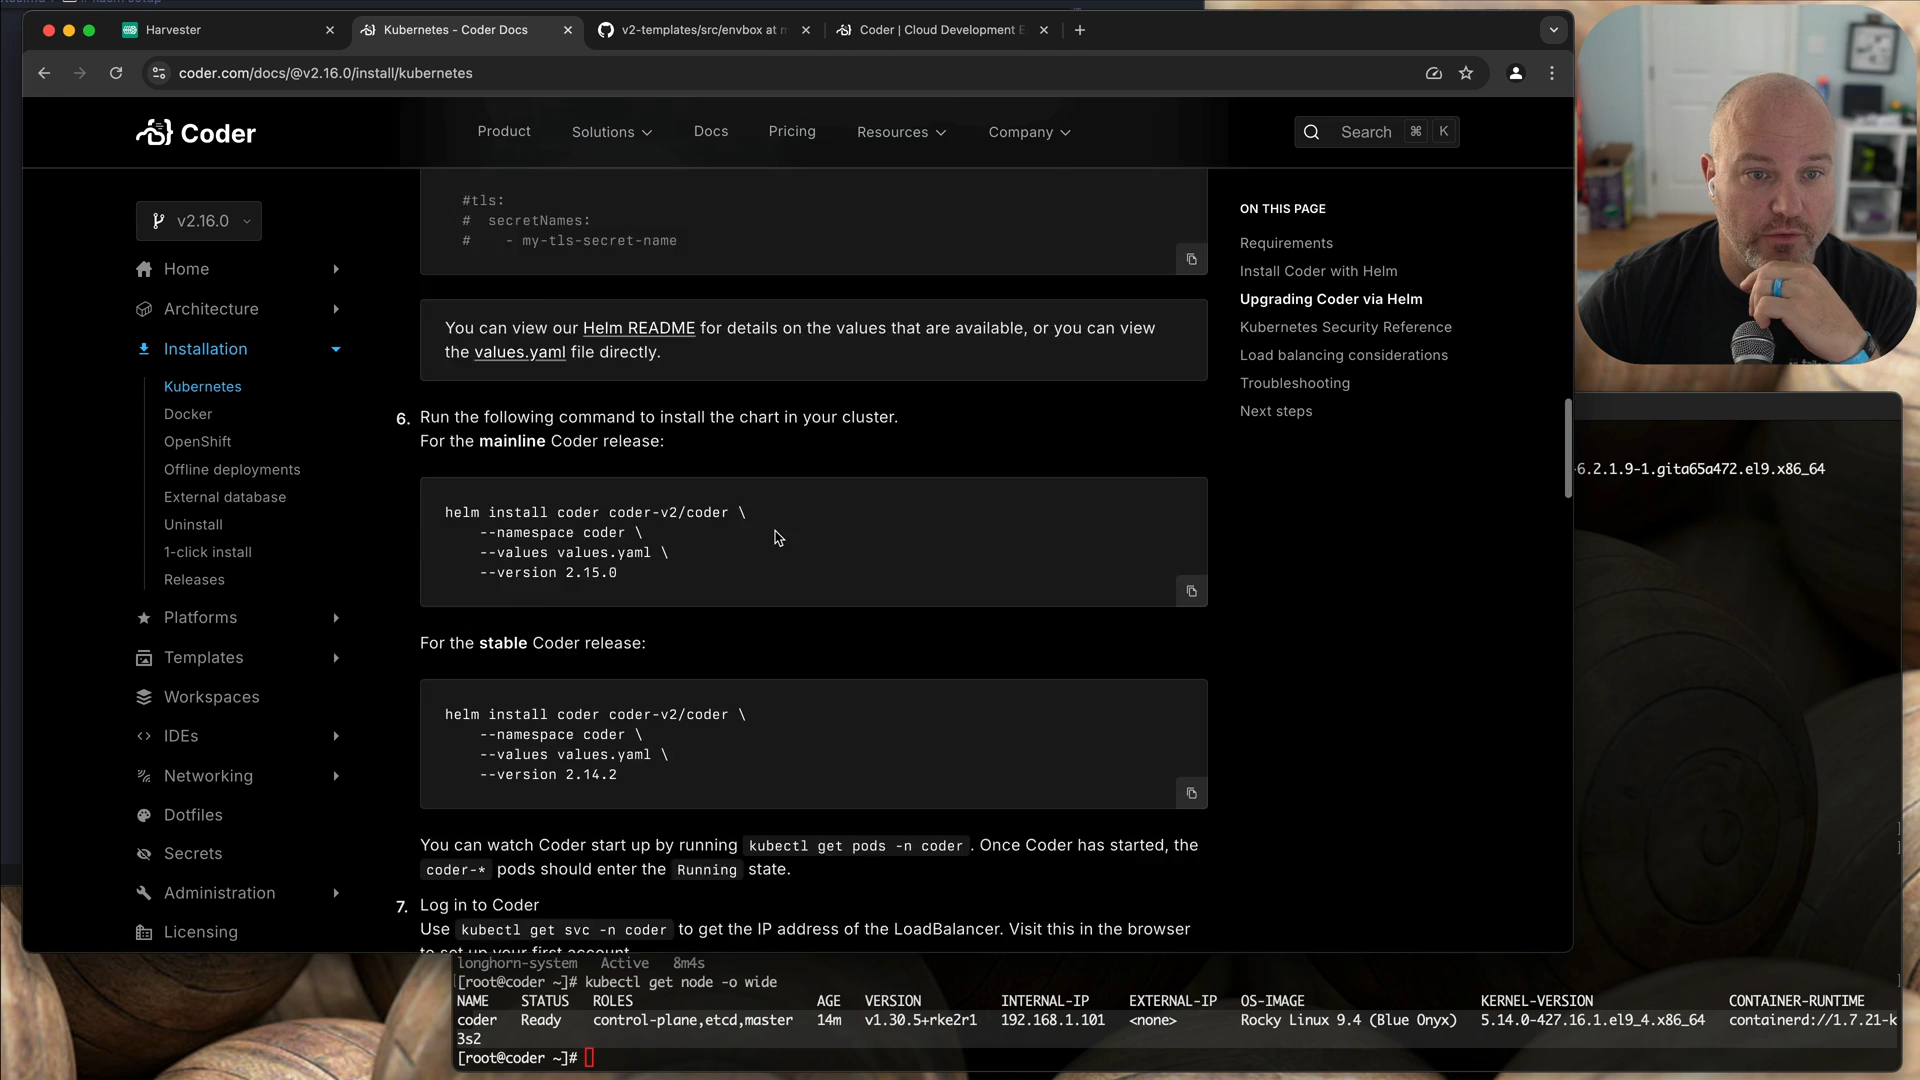 Harvester
Kubernetes - Coder Docs
v2-templates/src/envbox at m
Coder | Cloud Development E
coder.com/docs/@v2.16.0/install/kubernetes
Coder
Product
Solutions
Docs
Pricing
Resources
Company
Search
⌘
K
v2.16.0
Home
Architecture
Installation
Kubernetes
Docker
OpenShift
Offline deployments
External database
Uninstall
1-click install
Releases
Platforms
Templates
Workspaces
IDEs
Networking
Dotfiles
Secrets
Administration
Licensing
#tls:
#  secretNames:
#    - my-tls-secret-name
You can view our Helm README for details on the values that are available, or you can view
the values.yaml file directly.
6. Run the following command to install the chart in your cluster.
For the mainline Coder release:
helm install coder coder-v2/coder \
--namespace coder \
--values values.yaml \
--version 2.15.0
For the stable Coder release:
helm install coder coder-v2/coder \
--namespace coder \
--values values.yaml \
--version 2.14.2
You can watch Coder start up by running kubectl get pods -n coder. Once Coder has started, the
coder-* pods should enter the Running state.
7. Log in to Coder
Use kubectl get svc -n coder to get the IP address of the LoadBalancer. Visit this in the browser
to set up your first account.
ON THIS PAGE
Requirements
Install Coder with Helm
Upgrading Coder via Helm
Kubernetes Security Reference
Load balancing considerations
Troubleshooting
Next steps
-6.2.1.9-1.gita65a472.el9.x86_64
longhorn-system   Active   8m4s
[root@coder ~]# kubectl get node -o wide
NAME STATUS ROLES AGE VERSION INTERNAL-IP EXTERNAL-IP OS-IMAGE KERNEL-VERSION CONTAINER-RUNTIME
coder Ready control-plane,etcd,master 14m v1.30.5+rke2r1 192.168.1.101 <none> Rocky Linux 9.4 (Blue Onyx) 5.14.0-427.16.1.el9_4.x86_64 containerd://1.7.21-k
3s2
[root@coder ~]#